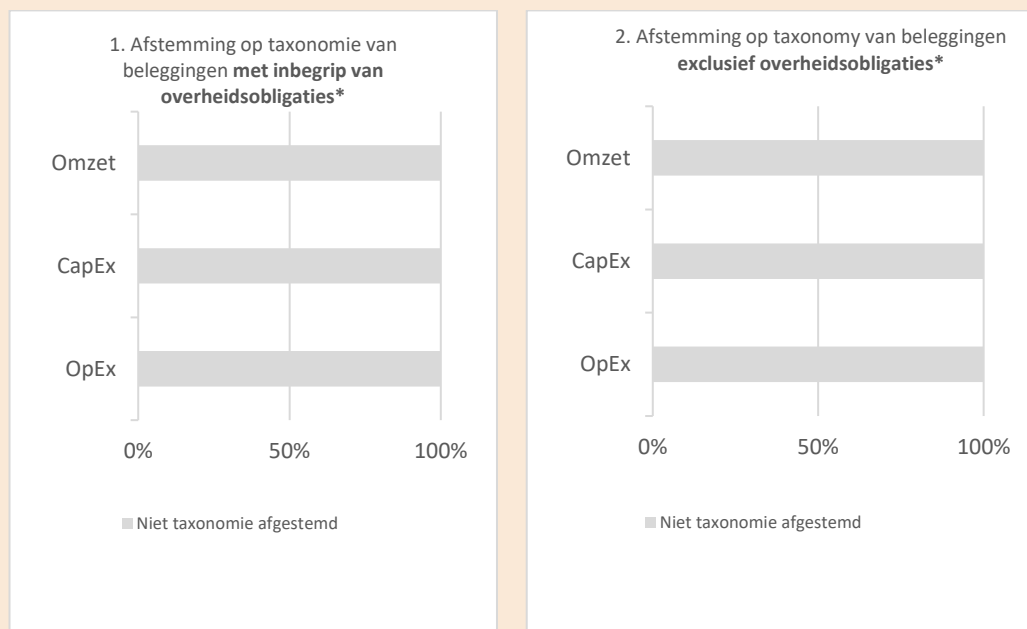 1. Afstemming op taxonomie van
beleggingen met inbegrip van
overheidsobligaties*
Omzet
CapEx
OpEx
0% 50% 100%
Niet taxonomie afgestemd
2. Afstemming op taxonomy van beleggingen
exclusief overheidsobligaties*
Omzet
CapEx
OpEx
0% 50% 100%
Niet taxonomie afgestemd